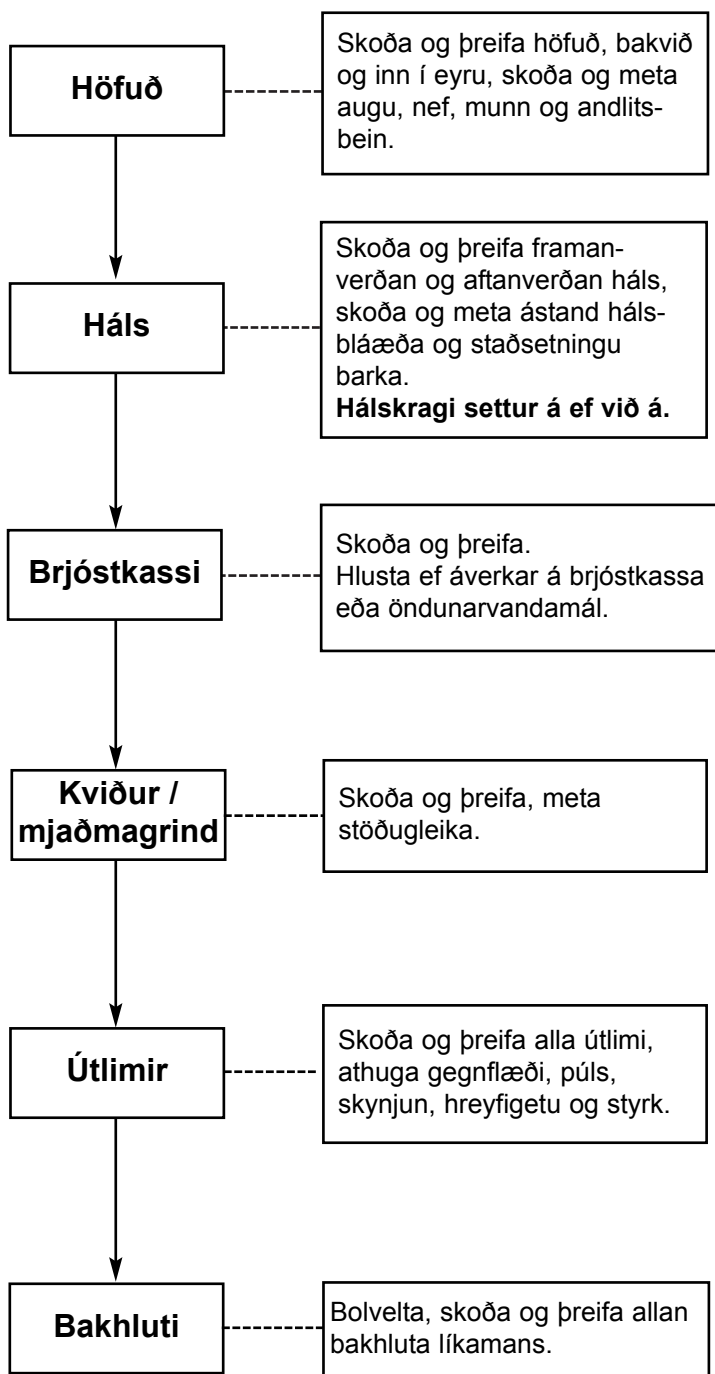 Höfuð
Skoða og þreifa höfuð, bakvið
og inn í eyru, skoða og meta
augu, nef, munn og andlits-
bein.
Háls
Skoða og þreifa framan-
verðan og aftanverðan háls,
skoða og meta ástand háls-
bláæða og staðsetningu
barka.
Hálskragi settur á ef við á.
Brjóstkassi
Skoða og þreifa.
Hlusta ef áverkar á brjóstkassa
eða öndunarvandamál.
Kviður /
mjaðmagrind
Skoða og þreifa, meta
stöðugleika.
Útlimir
Skoða og þreifa alla útlimi,
athuga gegnflæði, púls,
skynjun, hreyfigetu og styrk.
Bakhluti
Bolvelta, skoða og þreifa allan
bakhluta líkamans.